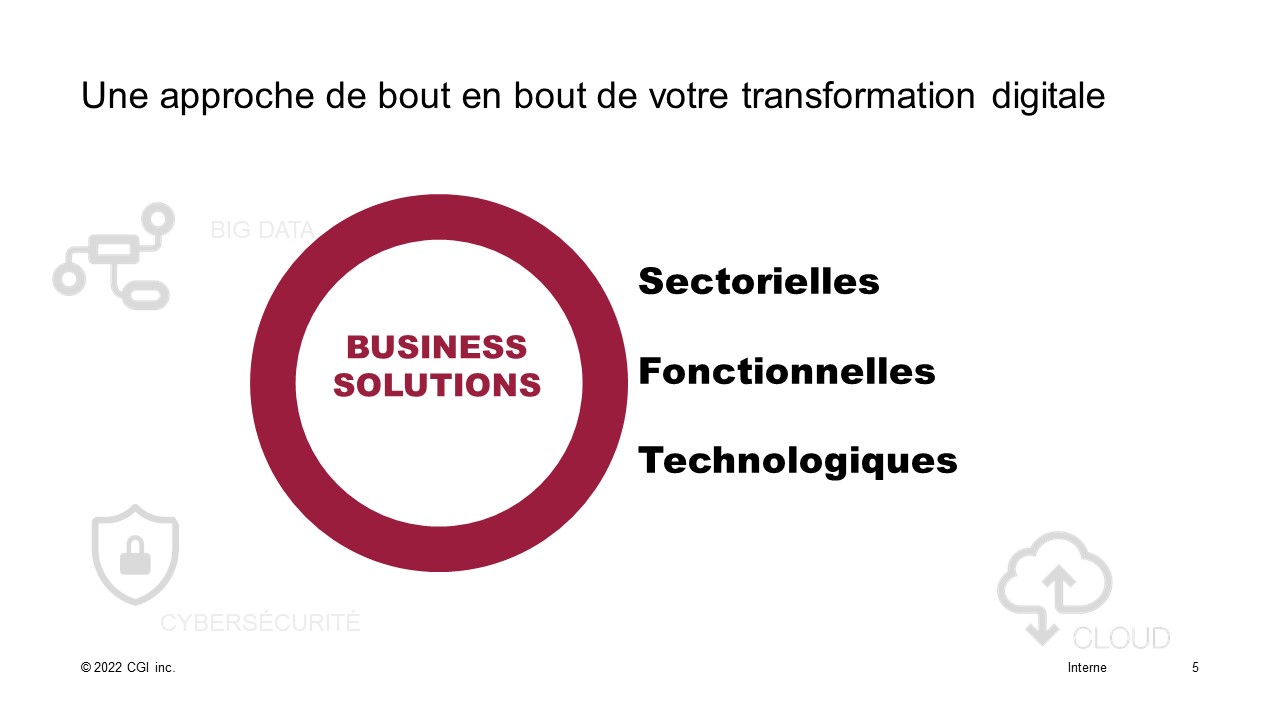 Une approche de bout en bout de votre transformation digitale
BIG DATA
BUSINESS
SOLUTIONS
Sectorielles
Fonctionnelles
Technologiques
CYBERSÉCURITÉ
CLOUD
© 2022 CGI inc.
Interne
5